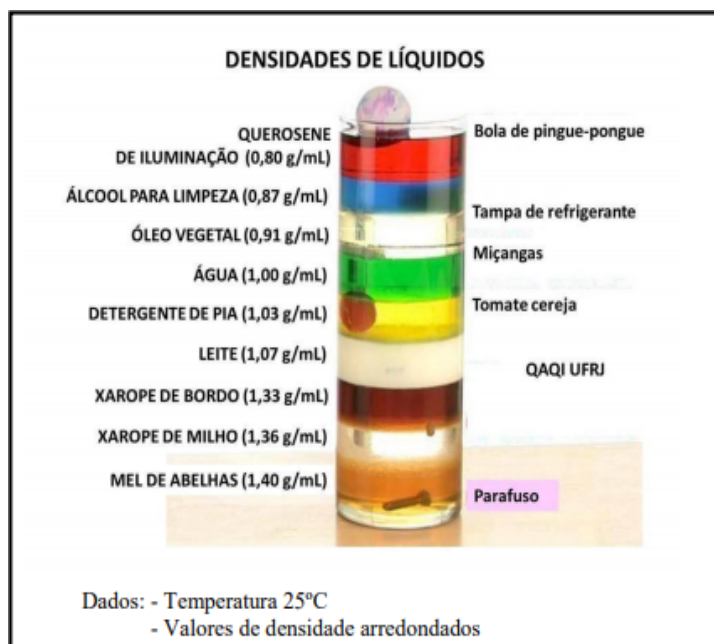 DENSIDADES DE LÍQUIDOS
QUEROSENE
DE ILUMINAÇÃO (0,80 g/mL)
Bola de pingue-pongue
ÁLCOOL PARA LIMPEZA (0,87 g/mL)
Tampa de refrigerante
ÓLEO VEGETAL (0,91 g/mL)
Miçangas
ÁGUA (1,00 g/mL)
Tomate cereja
DETERGENTE DE PIA (1,03 g/mL)
LEITE (1,07 g/mL)
QAQI UFRJ
XAROPE DE BORDO (1,33 g/mL)
XAROPE DE MILHO (1,36 g/mL)
MEL DE ABELHAS (1,40 g/mL)
Parafuso
Dados: - Temperatura 25ºC
- Valores de densidade arredondados